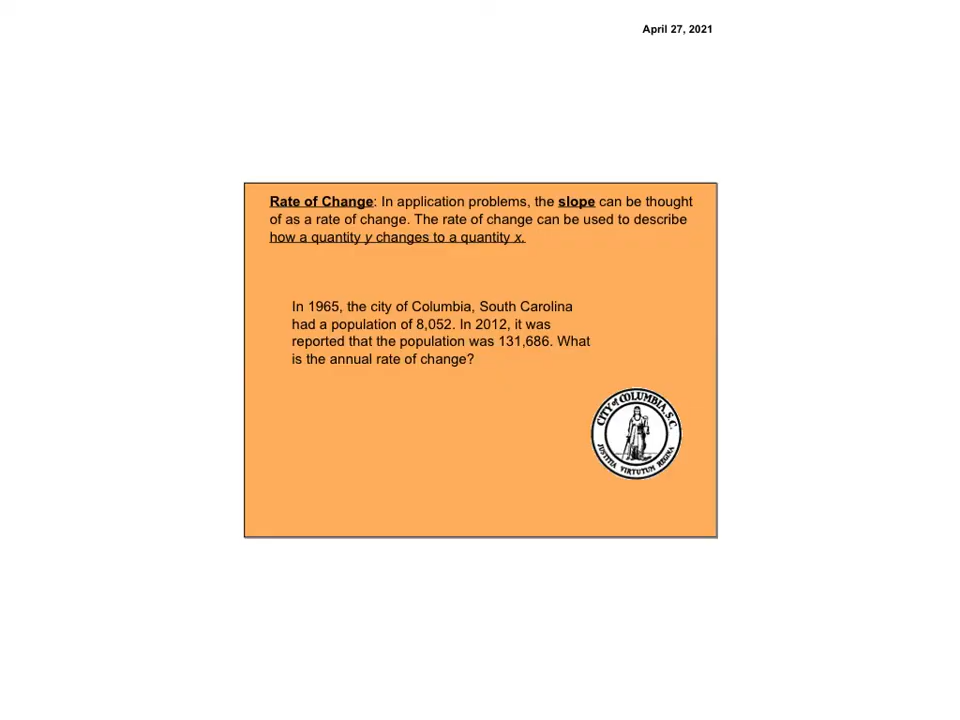 April 27, 2021
Rate of Change: In application problems, the slope can be thought
of as a rate of change. The rate of change can be used to describe
how a quantity y changes to a quantity x.
In 1965, the city of Columbia, South Carolina
had a population of 8,052. In 2012, it was
reported that the population was 131,686. What
is the annual rate of change?
CITY of COLUMBIA, S.C.
JUSTITIA VIRTUTUM REGINA